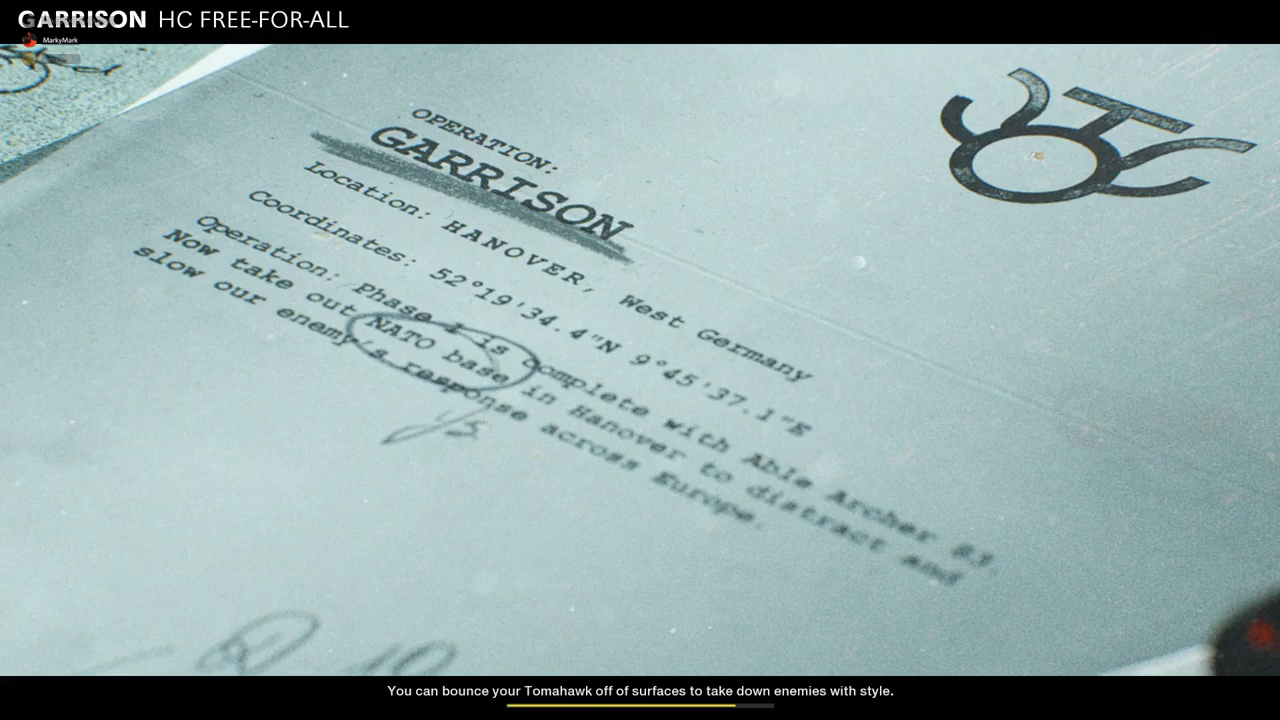 GARRISON HC FREE-FOR-ALL
MarkyMark
OPERATION:
GARRISON
Location: HANOVER, West Germany
Coordinates: 52°19'34.4"N 9°45'37.1"E
Operation: Phase 1 is complete with Able Archer 83.
Now take out NATO base in Hanover to distract and
slow our enemy's response across Europe.
You can bounce your Tomahawk off of surfaces to take down enemies with style.